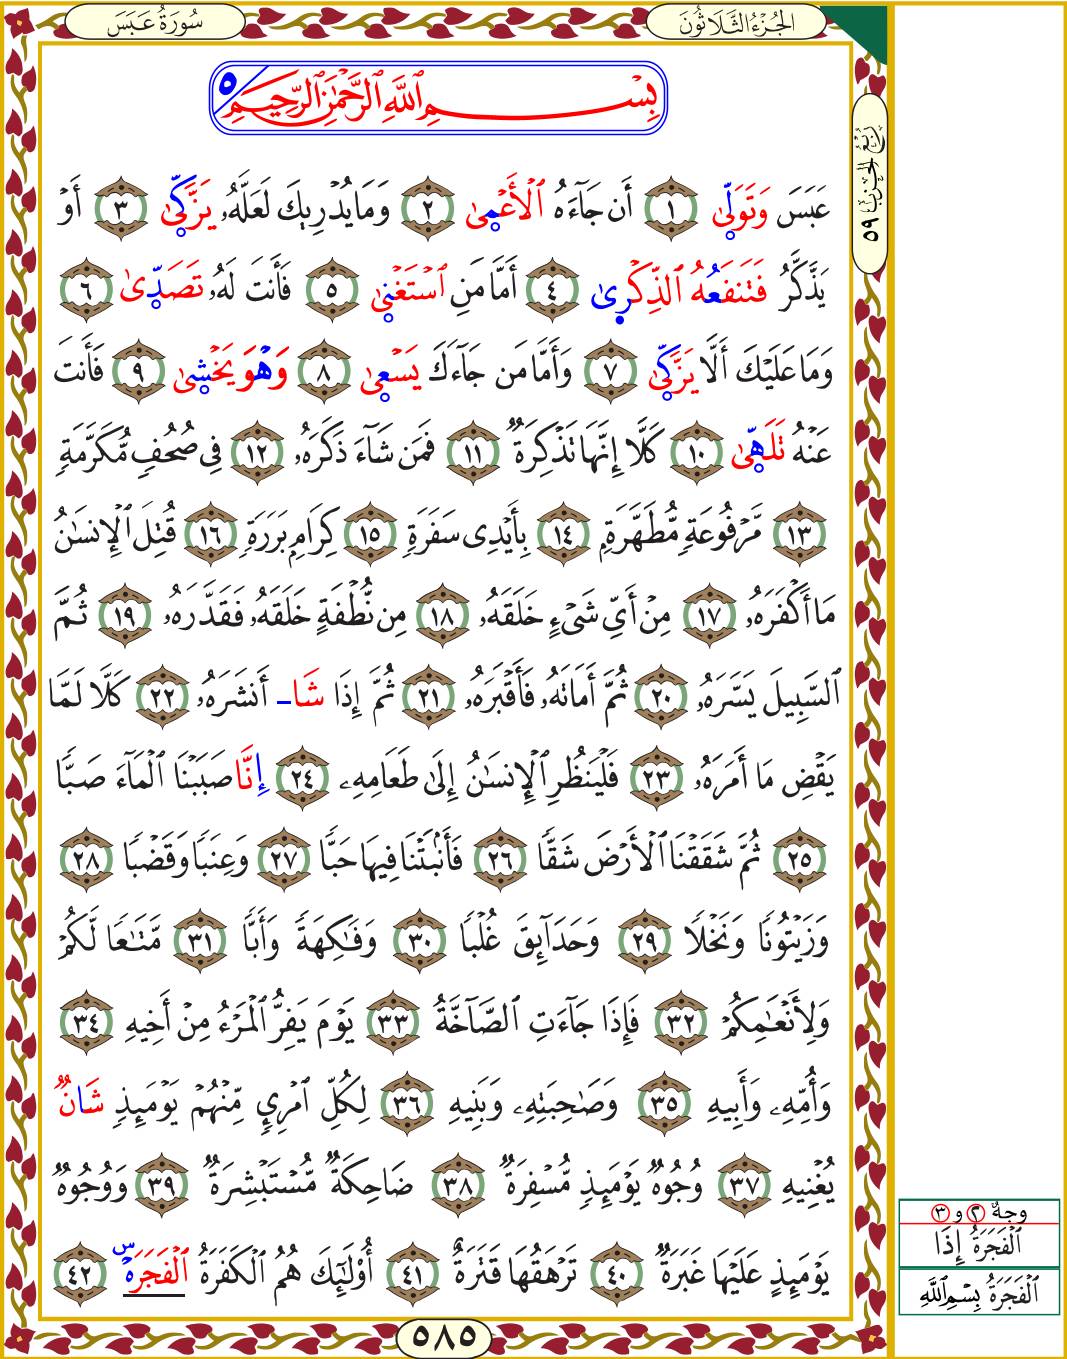 سُورَةُ عَبَسَ
الجُزْءُ الثَّلَاثُونَ
رُبْعُ الحِزْبِ ٥٩
بِسْمِ ٱللَّهِ ٱلرَّحْمَٰنِ ٱلرَّحِيمِ ٥
عَبَسَ وَتَوَلَّىٰ ١ أَن جَآءَهُ ٱلْأَعْمَىٰ ٢ وَمَا يُدْرِيكَ لَعَلَّهُۥ يَزَّكَّىٰ ٣ أَوْ
يَذَّكَّرُ فَتَنفَعُهُ ٱلذِّكْرَىٰ ٤ أَمَّا مَنِ ٱسْتَغْنَىٰ ٥ فَأَنتَ لَهُۥ تَصَدَّىٰ ٦
وَمَا عَلَيْكَ أَلَّا يَزَّكَّىٰ ٧ وَأَمَّا مَن جَآءَكَ يَسْعَىٰ ٨ وَهْوَ يَخْشَىٰ ٩ فَأَنتَ
عَنْهُ تَلَهَّىٰ ١٠ كَلَّا إِنَّهَا تَذْكِرَةٌ ١١ فَمَن شَآءَ ذَكَرَهُۥ ١٢ فِى صُحُفٍ مُّكَرَّمَةٍ
١٣ مَّرْفُوعَةٍ مُّطَهَّرَةٍۭ ١٤ بِأَيْدِى سَفَرَةٍ ١٥ كِرَامٍۭ بَرَرَةٍ ١٦ قُتِلَ ٱلْإِنسَٰنُ
مَا أَكْفَرَهُۥ ١٧ مِنْ أَيِّ شَىْءٍ خَلَقَهُۥ ١٨ مِن نُّطْفَةٍ خَلَقَهُۥ فَقَدَّرَهُۥ ١٩ ثُمَّ
ٱلسَّبِيلَ يَسَّرَهُۥ ٢٠ ثُمَّ أَمَاتَهُۥ فَأَقْبَرَهُۥ ٢١ ثُمَّ إِذَا شَا أَنشَرَهُۥ ٢٢ كَلَّا لَمَّا
يَقْضِ مَا أَمَرَهُۥ ٢٣ فَلْيَنظُرِ ٱلْإِنسَٰنُ إِلَىٰ طَعَامِهِۦ ٢٤ إِنَّا صَبَبْنَا ٱلْمَآءَ صَبًّا
٢٥ ثُمَّ شَقَقْنَا ٱلْأَرْضَ شَقًّا ٢٦ فَأَنۢبَتْنَا فِيهَا حَبًّا ٢٧ وَعِنَبًا وَقَضْبًا ٢٨
وَزَيْتُونًا وَنَخْلًا ٢٩ وَحَدَآئِقَ غُلْبًا ٣٠ وَفَٰكِهَةً وَأَبًّا ٣١ مَّتَٰعًا لَّكُمْ
وَلِأَنْعَٰمِكُمْ ٣٢ فَإِذَا جَآءَتِ ٱلصَّآخَّةُ ٣٣ يَوْمَ يَفِرُّ ٱلْمَرْءُ مِنْ أَخِيهِ ٣٤
وَأُمِّهِۦ وَأَبِيهِ ٣٥ وَصَٰحِبَتِهِۦ وَبَنِيهِ ٣٦ لِكُلِّ ٱمْرِئٍ مِّنْهُمْ يَوْمَئِذٍ شَانٌ
يُغْنِيهِ ٣٧ وُجُوهٌ يَوْمَئِذٍ مُّسْفِرَةٌ ٣٨ ضَاحِكَةٌ مُّسْتَبْشِرَةٌ ٣٩ وَوُجُوهٌ
يَوْمَئِذٍ عَلَيْهَا غَبَرَةٌ ٤٠ تَرْهَقُهَا قَتَرَةٌ ٤١ أُوْلَٰٓئِكَ هُمُ ٱلْكَفَرَةُ ٱلْفَجَرَةُ س ٤٢
وجهٌ ٢ و ٣
ٱلْفَجَرَةُ إِذَا
ٱلْفَجَرَةُ بِسْمِ ٱللَّهِ
٥٨٥